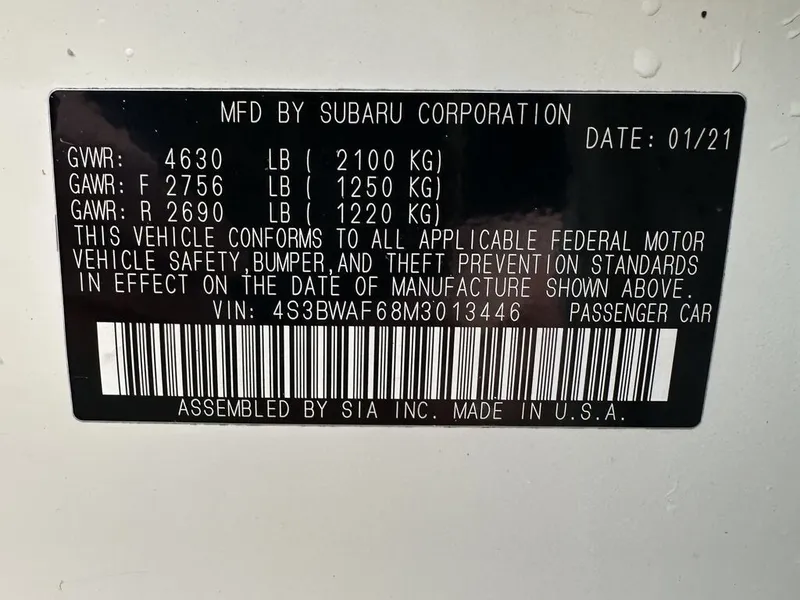 MFD BY SUBARU CORPORATION
DATE: 01/21
GVWR: 4630 LB ( 2100 KG)
GAWR: F 2756 LB ( 1250 KG)
GAWR: R 2690 LB ( 1220 KG)
THIS VEHICLE CONFORMS TO ALL APPLICABLE FEDERAL MOTOR
VEHICLE SAFETY,BUMPER,AND THEFT PREVENTION STANDARDS
IN EFFECT ON THE DATE OF MANUFACTURE SHOWN ABOVE.
VIN: 4S3BWAF68M3013446 PASSENGER CAR
ASSEMBLED BY SIA INC. MADE IN U.S.A.